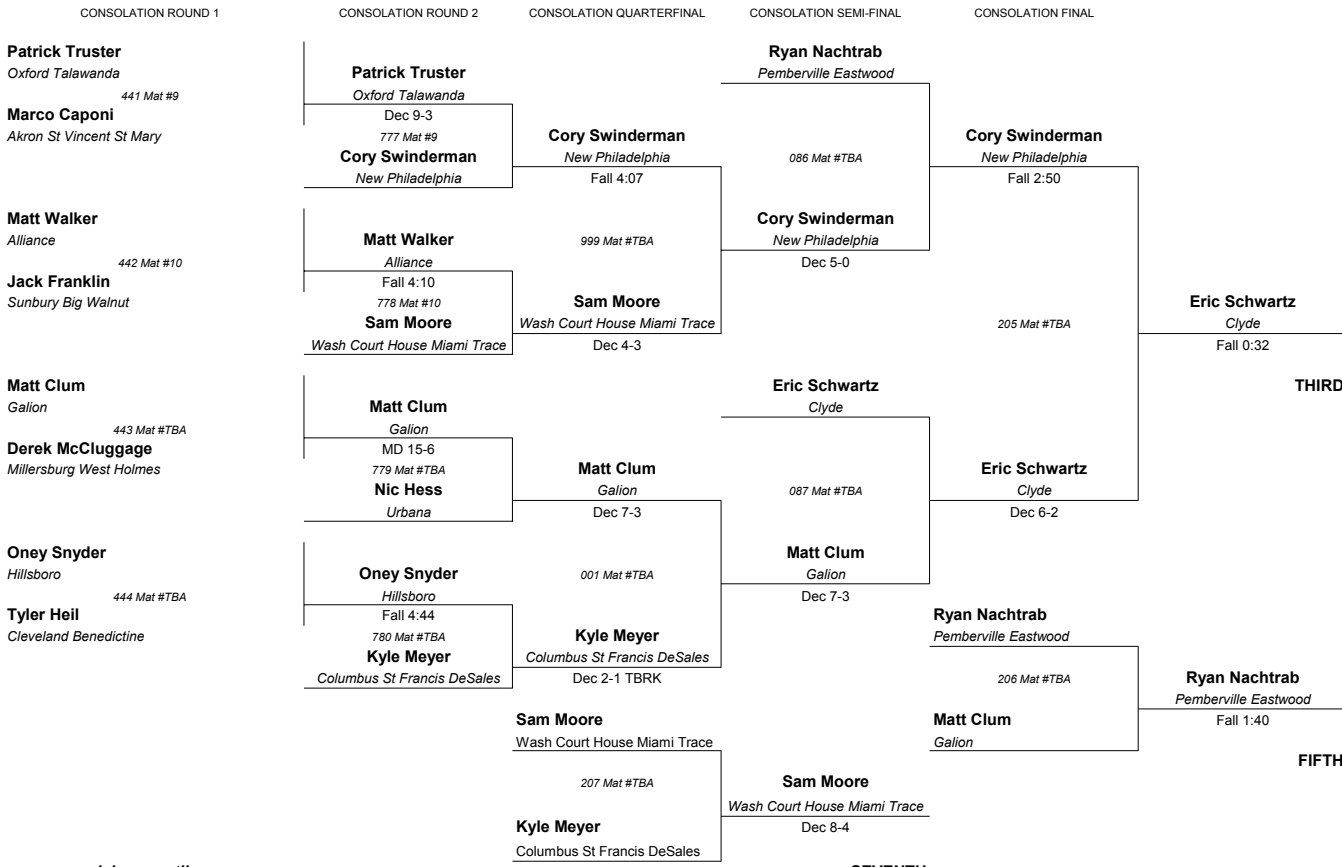 CONSOLATION ROUND 1
CONSOLATION ROUND 2
CONSOLATION QUARTERFINAL
CONSOLATION SEMI-FINAL
CONSOLATION FINAL
Patrick Truster
Oxford Talawanda
441 Mat #9
Marco Caponi
Akron St Vincent St Mary
Matt Walker
Alliance
442 Mat #10
Jack Franklin
Sunbury Big Walnut
Matt Clum
Galion
443 Mat #TBA
Derek McCluggage
Millersburg West Holmes
Oney Snyder
Hillsboro
444 Mat #TBA
Tyler Heil
Cleveland Benedictine
Patrick Truster
Oxford Talawanda
Dec 9-3
777 Mat #9
Cory Swinderman
New Philadelphia
Matt Walker
Alliance
Fall 4:10
778 Mat #10
Sam Moore
Wash Court House Miami Trace
Matt Clum
Galion
MD 15-6
779 Mat #TBA
Nic Hess
Urbana
Oney Snyder
Hillsboro
Fall 4:44
780 Mat #TBA
Kyle Meyer
Columbus St Francis DeSales
Cory Swinderman
New Philadelphia
Fall 4:07
999 Mat #TBA
Sam Moore
Wash Court House Miami Trace
Dec 4-3
Matt Clum
Galion
Dec 7-3
001 Mat #TBA
Kyle Meyer
Columbus St Francis DeSales
Dec 2-1 TBRK
Sam Moore
Wash Court House Miami Trace
207 Mat #TBA
Kyle Meyer
Columbus St Francis DeSales
Ryan Nachtrab
Pemberville Eastwood
086 Mat #TBA
Cory Swinderman
New Philadelphia
Dec 5-0
Eric Schwartz
Clyde
087 Mat #TBA
Matt Clum
Galion
Dec 7-3
Sam Moore
Wash Court House Miami Trace
Dec 8-4
Cory Swinderman
New Philadelphia
Fall 2:50
205 Mat #TBA
Eric Schwartz
Clyde
Dec 6-2
Ryan Nachtrab
Pemberville Eastwood
206 Mat #TBA
Matt Clum
Galion
Eric Schwartz
Clyde
Fall 0:32
THIRD
Ryan Nachtrab
Pemberville Eastwood
Fall 1:40
FIFTH